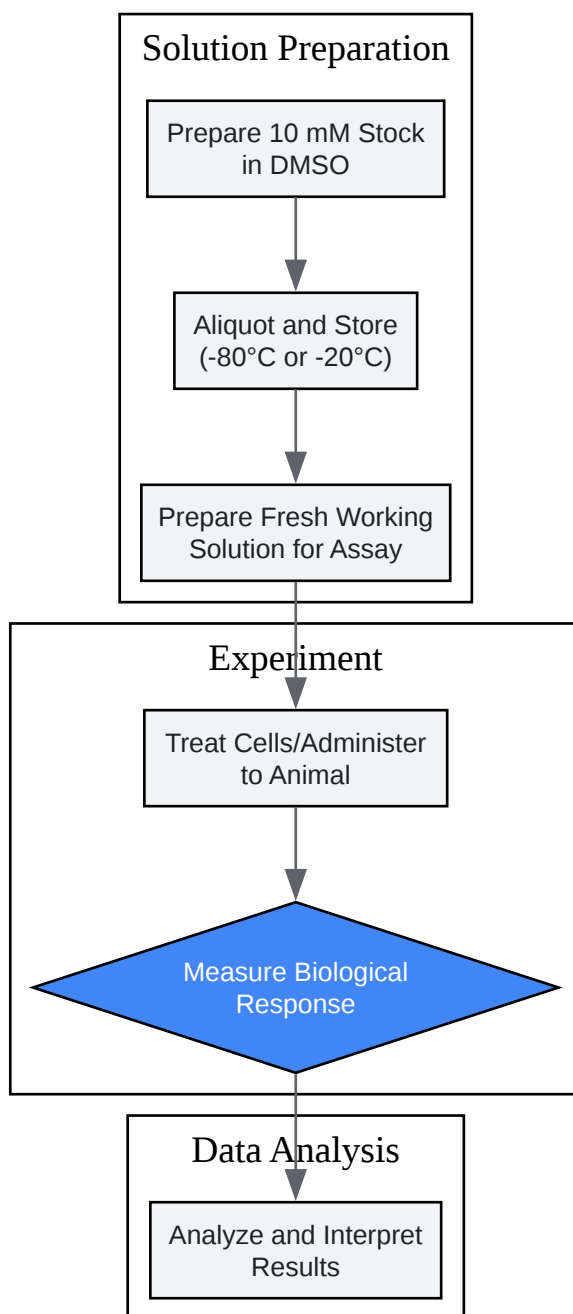 Solution Preparation
Prepare 10 mM Stock
in DMSO
Aliquot and Store
(-80°C or -20°C)
Prepare Fresh Working
Solution for Assay
Experiment
Treat Cells/Administer
to Animal
Measure Biological
Response
Data Analysis
Analyze and Interpret
Results